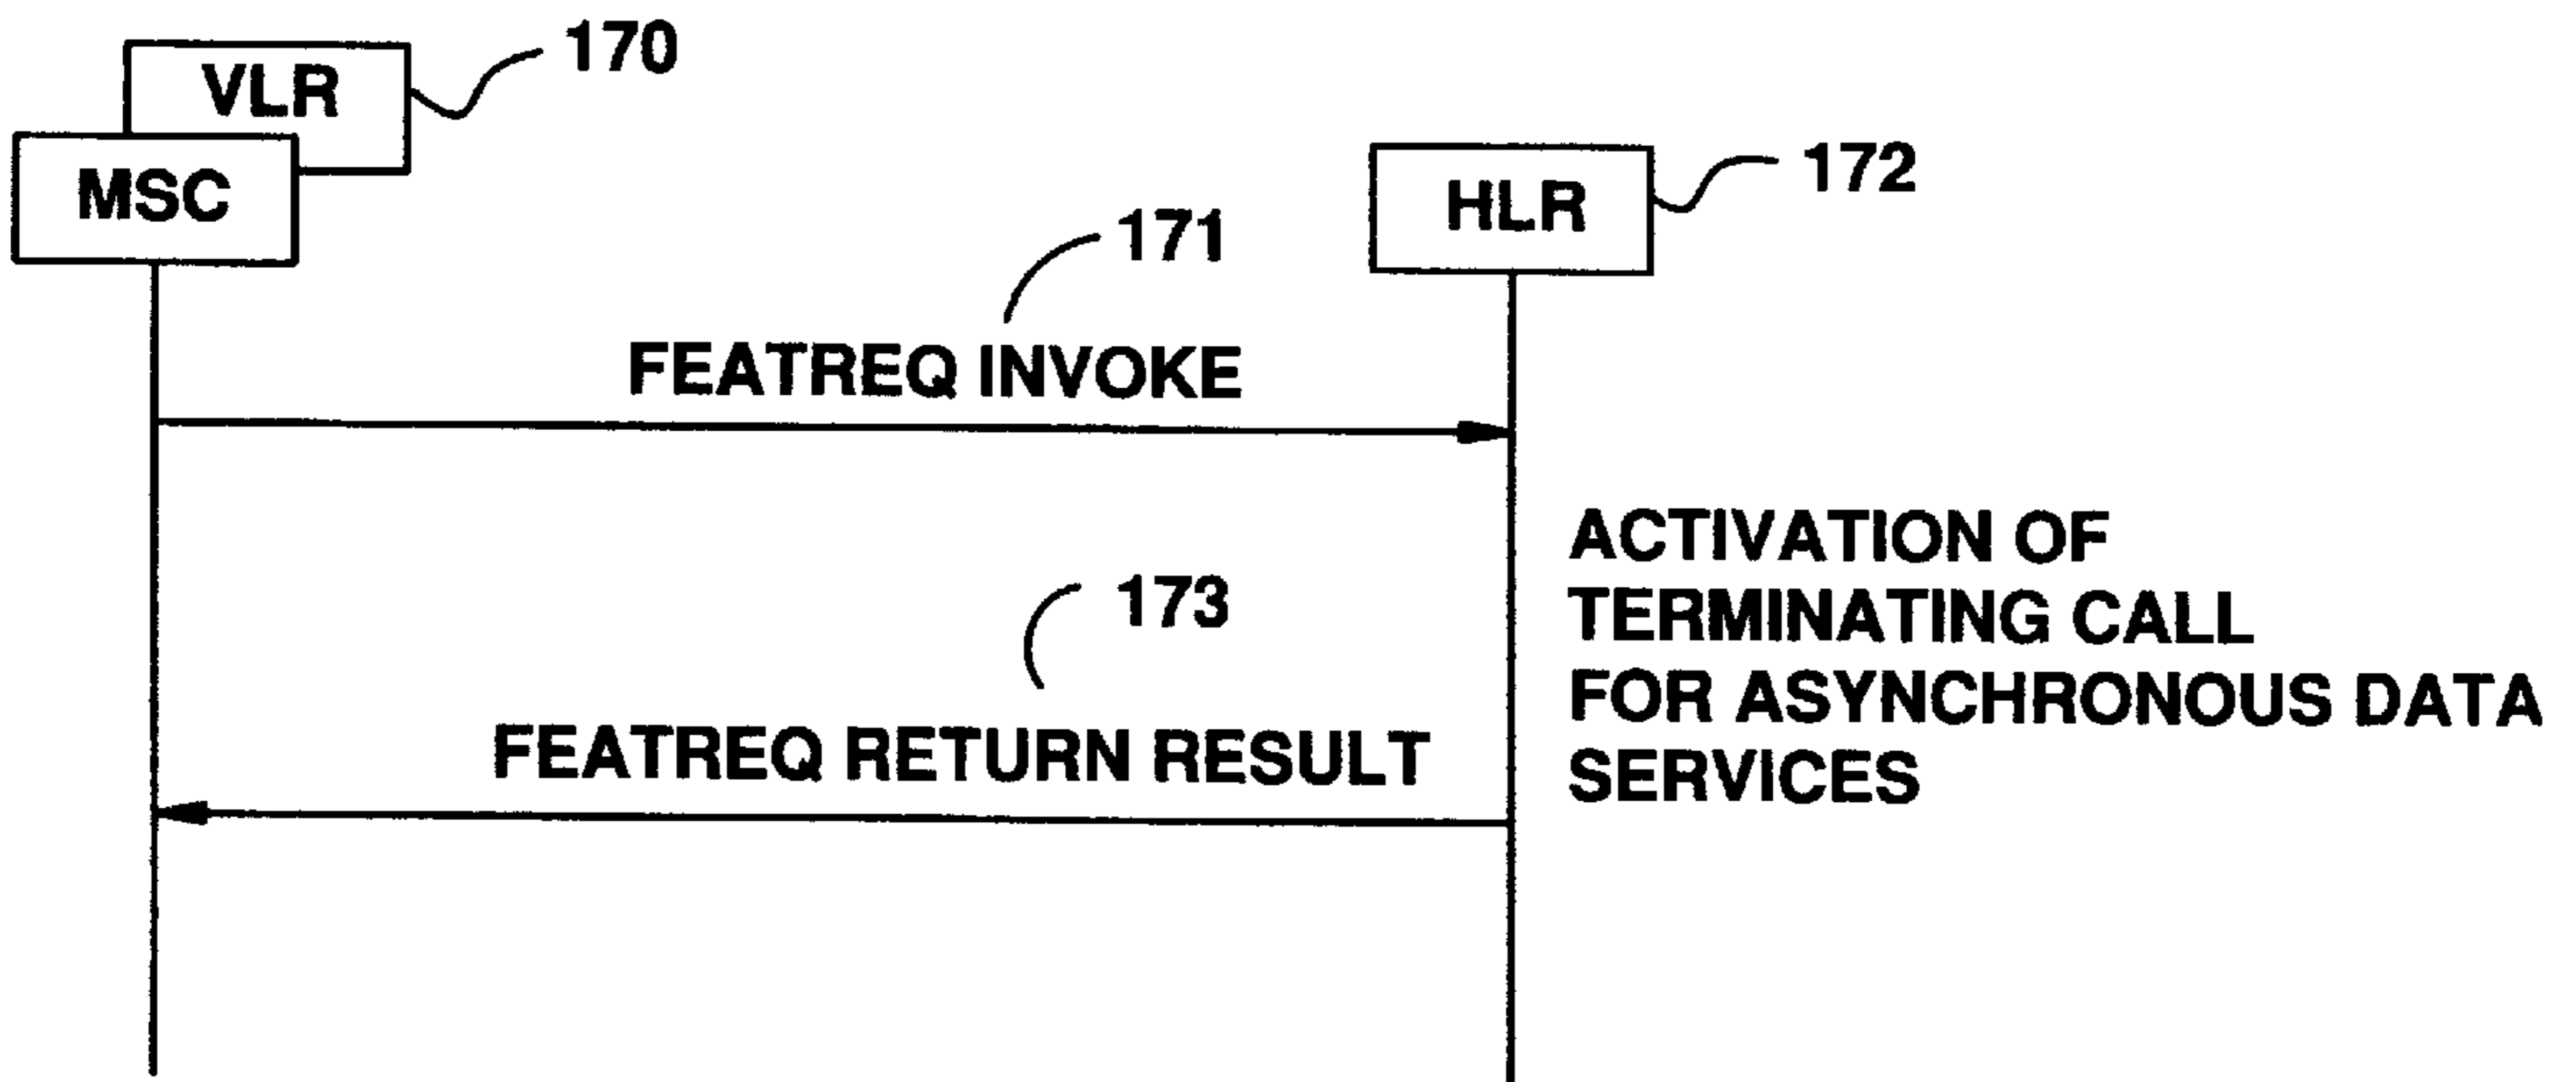 VLR
170
MSC
HLR
172
171
FEATREQ INVOKE
ACTIVATION OF
TERMINATING CALL
FOR ASYNCHRONOUS DATA
SERVICES
173
FEATREQ RETURN RESULT